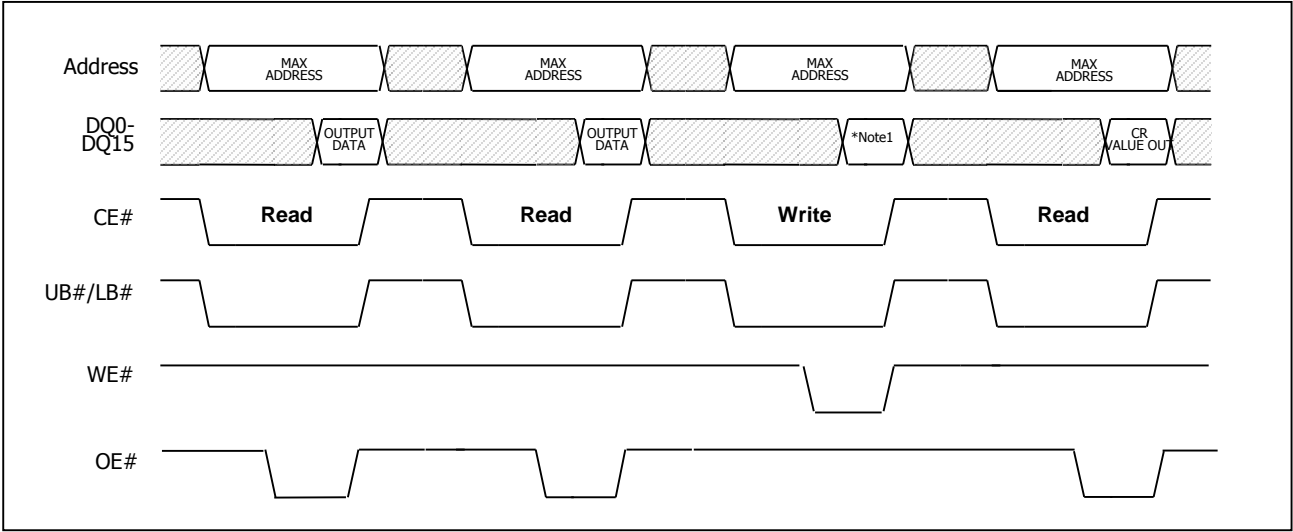 Address
MAX
ADDRESS
MAX
ADDRESS
MAX
ADDRESS
MAX
ADDRESS
DQ0-
DQ15
OUTPUT
DATA
OUTPUT
DATA
*Note1
CR
VALUE OUT
CE#
Read
Read
Write
Read
UB#/LB#
WE#
OE#